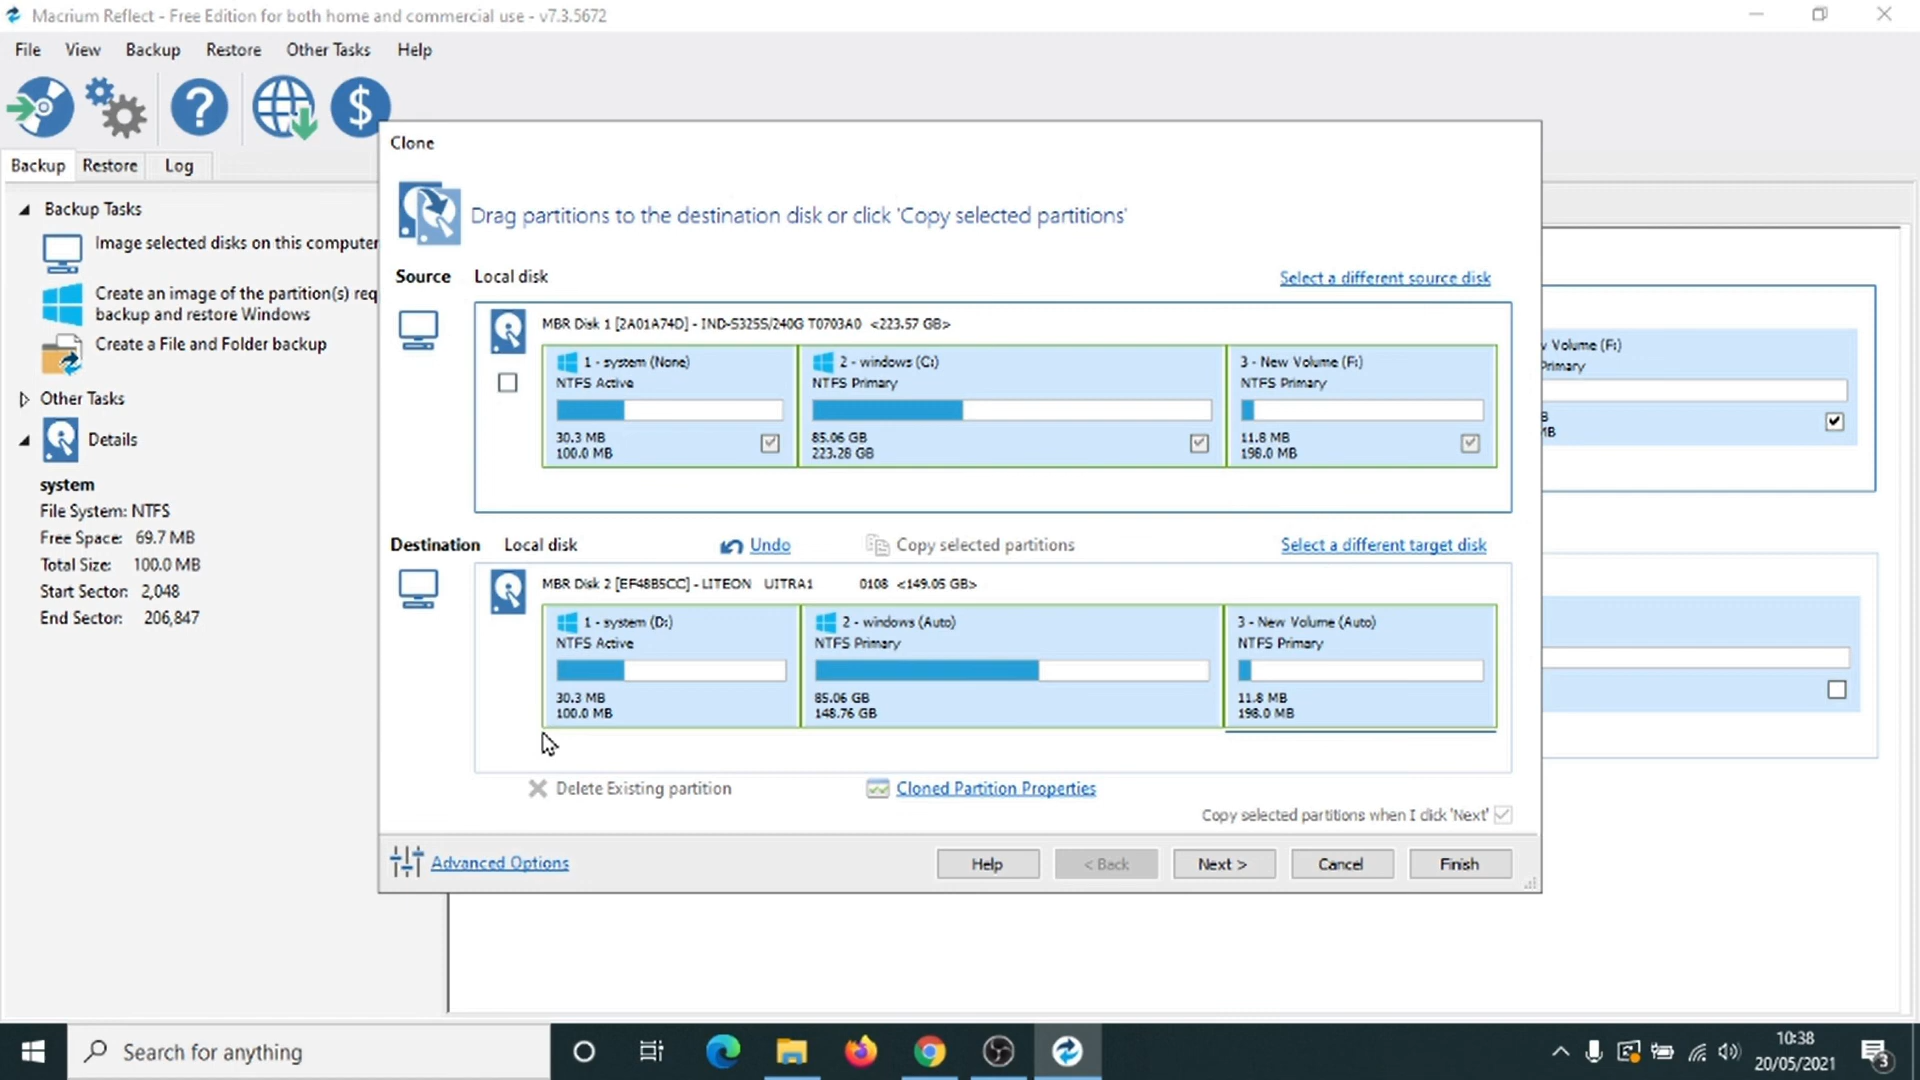 Macrium Reflect - Free Edition for both home and commercial use - v7.3.5672
File View Backup Restore Other Tasks Help
Backup Restore Log
Backup Tasks
Image selected disks on this computer
Create an image of the partition(s) req
backup and restore Windows
Create a File and Folder backup
Other Tasks
Details
system
File System: NTFS
Free Space: 69.7 MB
Total Size: 100.0 MB
Start Sector: 2,048
End Sector: 206,847
Clone
Drag partitions to the destination disk or click 'Copy selected partitions'
Source Local disk Select a different source disk
MBR Disk 1 [2A01A74D] - IND-S325S/240G T0703A0 <223.57 GB>
1 - system (None)
NTFS Active
30.3 MB
100.0 MB
2 - windows (C:)
NTFS Primary
85.06 GB
223.28 GB
3 - New Volume (F:)
NTFS Primary
11.8 MB
198.0 MB
Destination Local disk Undo Copy selected partitions Select a different target disk
MBR Disk 2 [EF48B5CC] - LITEON UITRA1 0108 <149.05 GB>
1 - system (D:)
NTFS Active
30.3 MB
100.0 MB
2 - windows (Auto)
NTFS Primary
85.06 GB
148.76 GB
3 - New Volume (Auto)
NTFS Primary
11.8 MB
198.0 MB
Delete Existing partition Cloned Partition Properties
Copy selected partitions when I click 'Next'
Advanced Options Help < Back Next > Cancel Finish
Volume (F:)
MB
Search for anything
10:38
20/05/2021
3